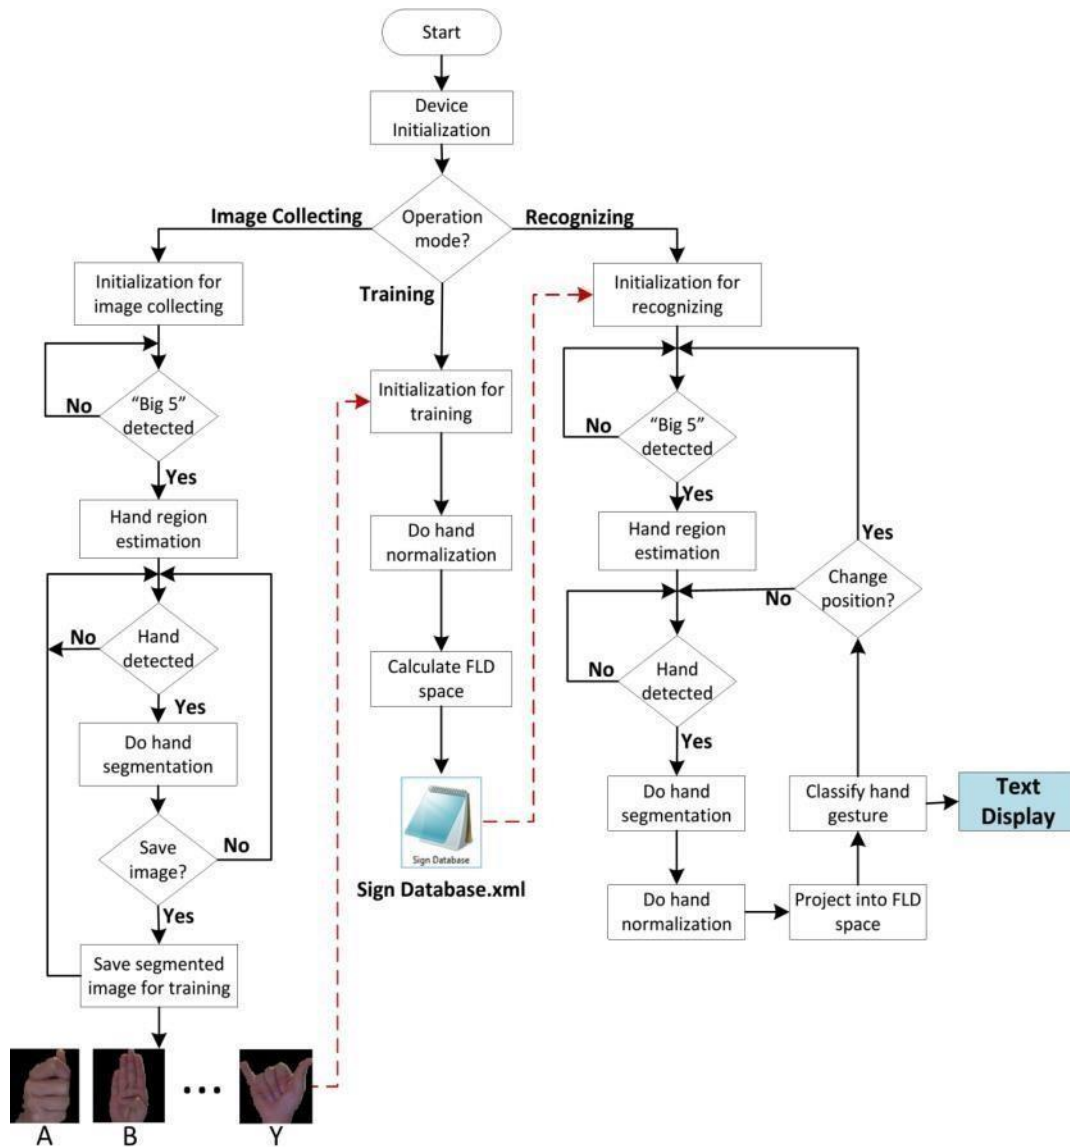 Start
Device
Initialization
Operation
mode?
Image Collecting
Recognizing
Training
Initialization for
image collecting
No
“Big 5”
detected
Yes
Hand region
estimation
No
Hand
detected
Yes
Do hand
segmentation
Save
image?
No
Yes
Save segmented
image for training
A
B
...
Y
Initialization for
training
Do hand
normalization
Calculate FLD
space
Sign Database
Sign Database.xml
Initialization for
recognizing
No
“Big 5”
detected
Yes
Hand region
estimation
No
Hand
detected
Yes
Do hand
segmentation
Do hand
normalization
Project into FLD
space
Classify hand
gesture
Text
Display
Change
position?
Yes
No